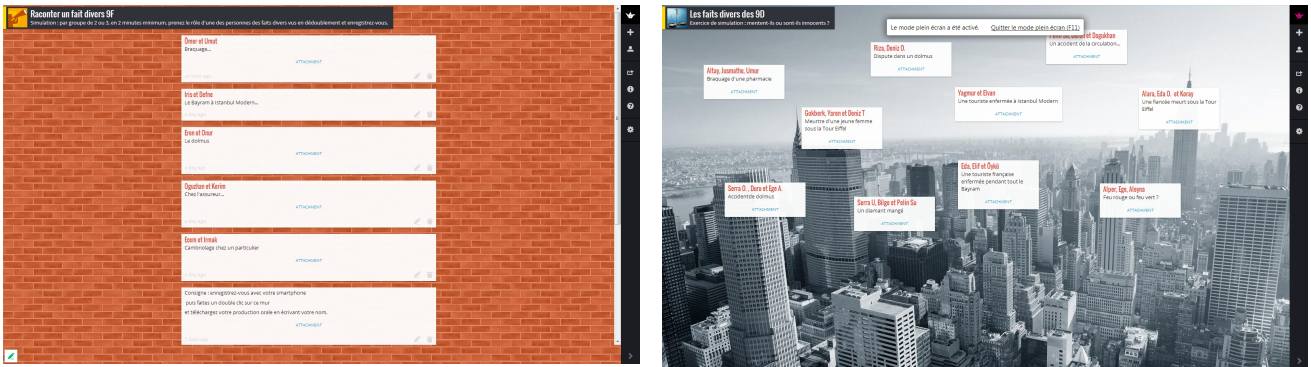 Raconter un fait divers 9F
Simulation : par groupe de 2 ou 3, en 2 minutes minimum, prenez le rôle d'une des personnes des faits divers vus en dédoublement et enregistrez-vous.
Ömer et Umut
Braquage...
ATTACHMENT
Iris et Defne
Le Bayram à Istanbul Modern...
ATTACHMENT
Eren et Onur
Le dolmus
ATTACHMENT
Oguzhan et Kerim
Chez l'assureur...
ATTACHMENT
Ecem et Irmak
Cambriolage chez un particulier
ATTACHMENT
Consigne : enregistrez-vous avec votre smartphone
puis faites un double clic sur ce mur
et téléchargez votre production orale en écrivant votre nom.
ATTACHMENT
Les faits divers des 9D
Exercice de simulation : mentent-ils ou sont-ils innocents ?
Le mode plein écran a été activé. Quitter le mode plein écran (F11)
et Dogukhan
Un accident de la circulation...
ATTACHMENT
Riza, Deniz O.
Dispute dans un dolmus
ATTACHMENT
Altay, Jusmathe, Umur
Braquage d'une pharmacie
ATTACHMENT
Yagmur et Elvan
Une touriste enfermée à Istanbul Modern
ATTACHMENT
Alara, Eda O. et Koray
Une fiancée meurt sous la Tour
Eiffel
ATTACHMENT
Gokberk, Yaren et Deniz T
Meurtre d'une jeune femme
sous la Tour Eiffel
ATTACHMENT
Eda, Elif et Öykü
Une touriste française
enfermée pendant tout le
Bayram
ATTACHMENT
Serra O. , Dora et Ege A.
Accidentde dolmus
ATTACHMENT
Serra U, Bilge et Pelin Su
Un diamant mangé
ATTACHMENT
Alper, Ege, Aleyna
Feu rouge ou feu vert ?
ATTACHMENT